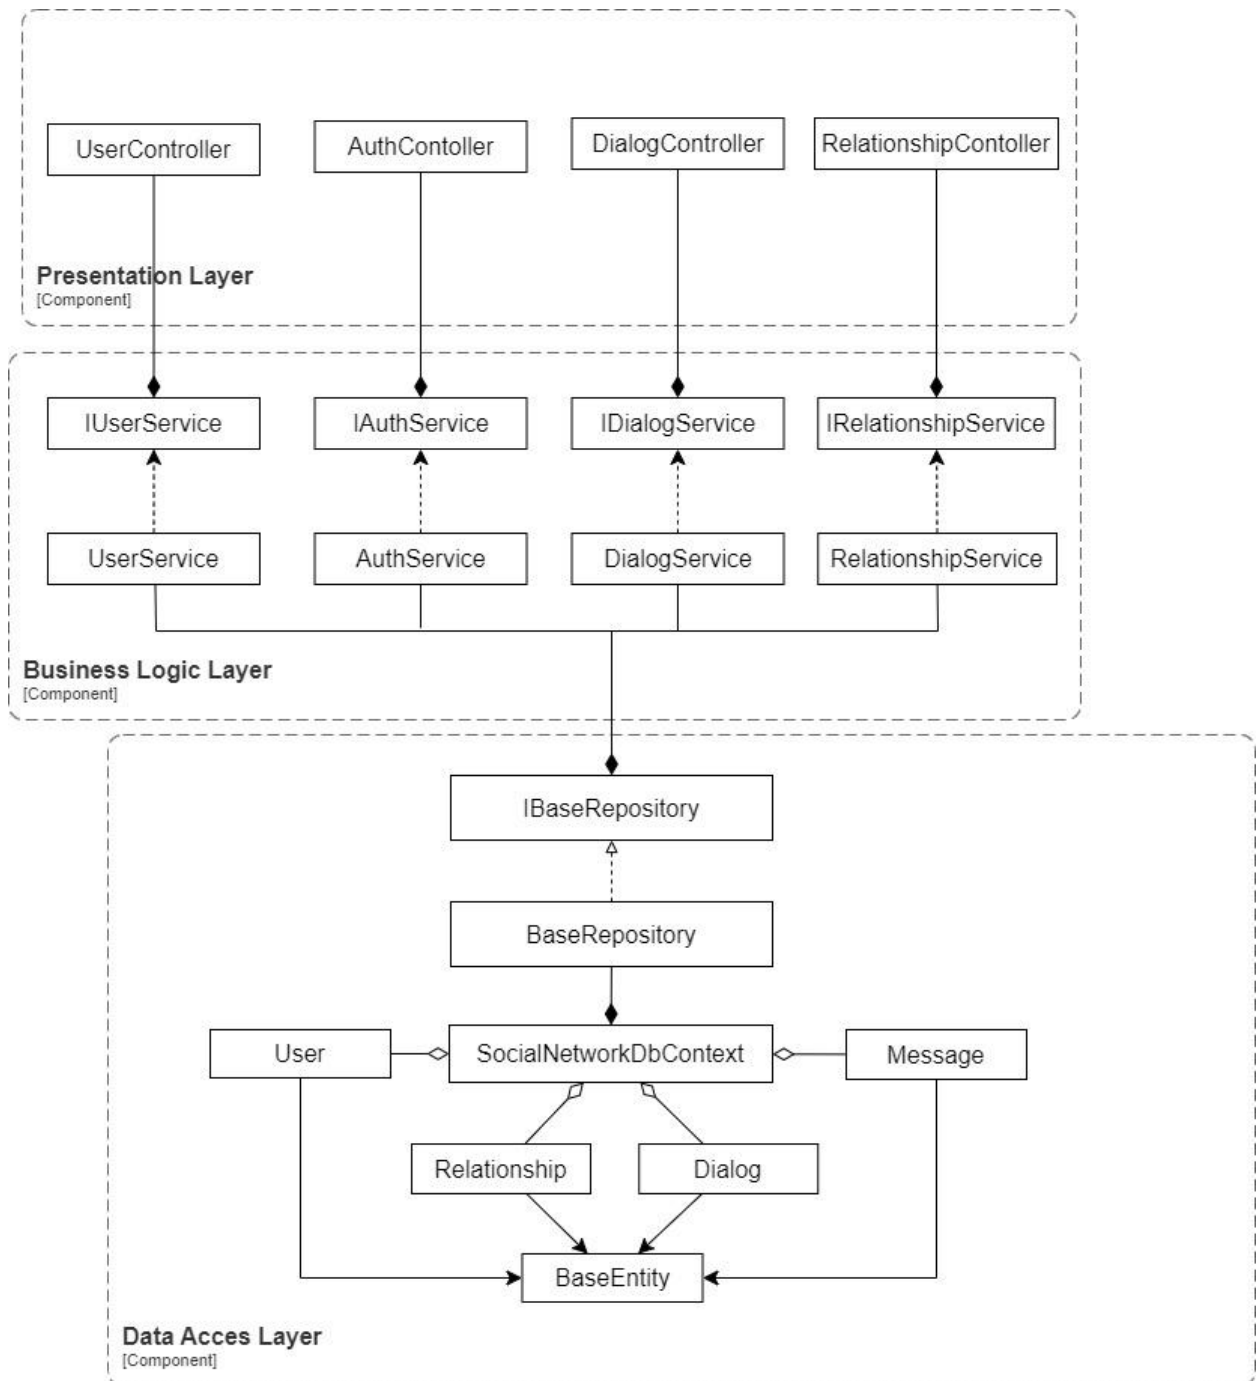 UserController
AuthContoller
DialogController
RelationshipContoller
Presentation Layer
[Component]
IUserService
IAuthService
IDialogService
IRelationshipService
UserService
AuthService
DialogService
RelationshipService
Business Logic Layer
[Component]
IBaseRepository
BaseRepository
User
SocialNetworkDbContext
Message
Relationship
Dialog
BaseEntity
Data Acces Layer
[Component]